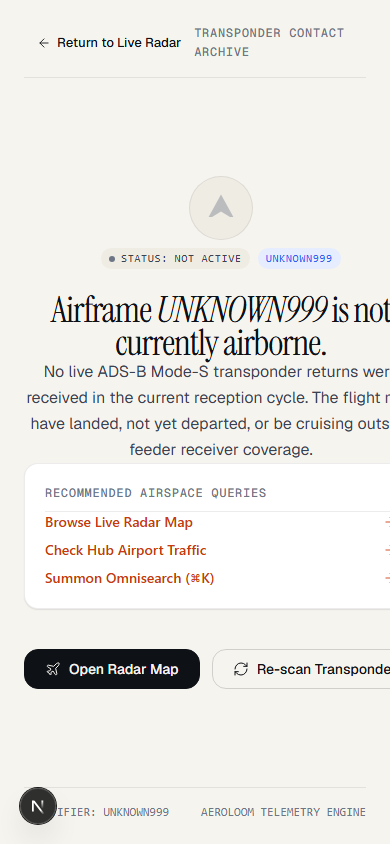 Return to Live Radar
TRANSPONDER CONTACT
ARCHIVE
STATUS: NOT ACTIVE
UNKNOWN999
Airframe UNKNOWN999 is not
currently airborne.
No live ADS-B Mode-S transponder returns wer
received in the current reception cycle. The flight
have landed, not yet departed, or be cruising outs
feeder receiver coverage.
RECOMMENDED AIRSPACE QUERIES
Browse Live Radar Map
Check Hub Airport Traffic
Summon Omnisearch (⌘K)
Open Radar Map
Re-scan Transponde
N
IFIER: UNKNOWN999
AEROLOOM TELEMETRY ENGINE